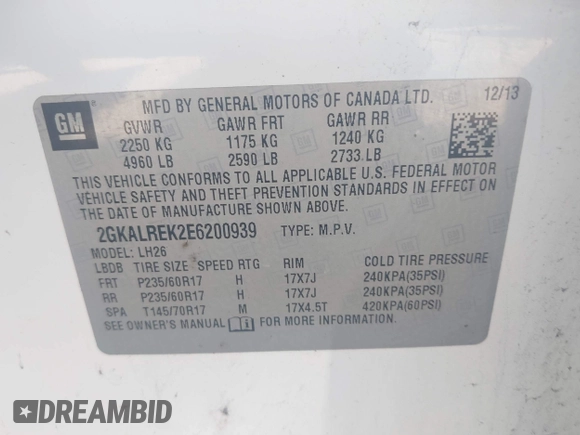 GM
MFD BY GENERAL MOTORS OF CANADA LTD. 12/13
GVWR GAWR FRT GAWR RR
2250 KG 1175 KG 1240 KG
4960 LB 2590 LB 2733 LB
THIS VEHICLE CONFORMS TO ALL APPLICABLE U.S. FEDERAL MOTOR
VEHICLE SAFETY AND THEFT PREVENTION STANDARDS IN EFFECT ON
THE DATE OF MANUFACTURE SHOWN ABOVE.
2GKALREK2E6200939 TYPE: M.P.V.
MODEL: LH26
LBDB TIRE SIZE SPEED RTG RIM COLD TIRE PRESSURE
FRT P235/60R17 H 17X7J 240KPA(35PSI)
RR P235/60R17 H 17X7J 240KPA(35PSI)
SPA T145/70R17 M 17X4.5T 420KPA(60PSI)
SEE OWNER'S MANUAL FOR MORE INFORMATION.
DREAMBID